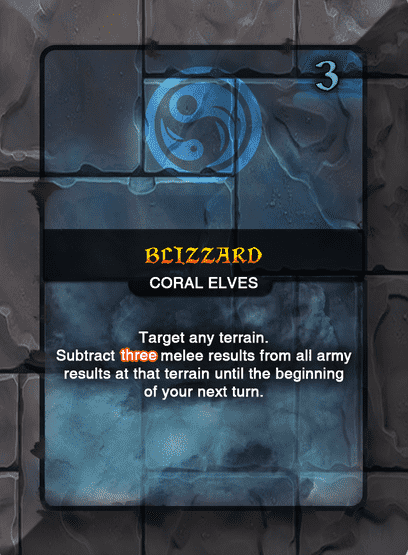 3
BLIZZARD
CORAL ELVES
Target any terrain.
Subtract three melee results from all army
results at that terrain until the beginning
of your next turn.